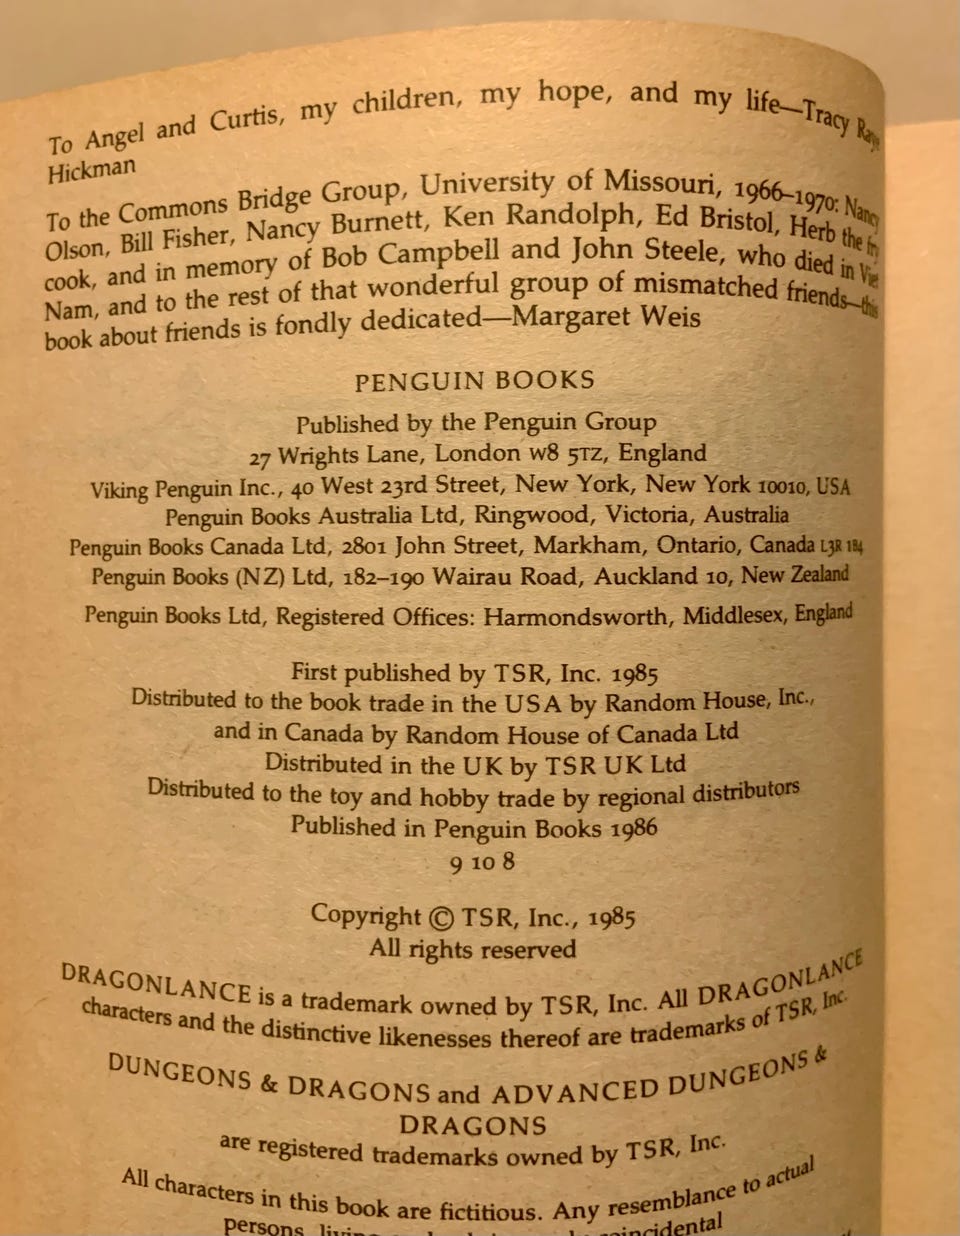 To Angel and Curtis, my children, my hope, and my life—Tracy
Hickman
To the Commons Bridge Group, University of Missouri, 1966–1970: Nancy
Olson, Bill Fisher, Nancy Burnett, Ken Randolph, Ed Bristol, Herb the fry
cook, and in memory of Bob Campbell and John Steele, who died in Viet
Nam, and to the rest of that wonderful group of mismatched friends—this
book about friends is fondly dedicated—Margaret Weis
PENGUIN BOOKS
Published by the Penguin Group
27 Wrights Lane, London W8 5TZ, England
Viking Penguin Inc., 40 West 23rd Street, New York, New York 10010, USA
Penguin Books Australia Ltd, Ringwood, Victoria, Australia
Penguin Books Canada Ltd, 2801 John Street, Markham, Ontario, Canada L3R 1B4
Penguin Books (NZ) Ltd, 182–190 Wairau Road, Auckland 10, New Zealand
Penguin Books Ltd, Registered Offices: Harmondsworth, Middlesex, England
First published by TSR, Inc. 1985
Distributed to the book trade in the USA by Random House, Inc.,
and in Canada by Random House of Canada Ltd
Distributed in the UK by TSR UK Ltd
Distributed to the toy and hobby trade by regional distributors
Published in Penguin Books 1986
9 10 8
Copyright © TSR, Inc., 1985
All rights reserved
DRAGONLANCE is a trademark owned by TSR, Inc. All DRAGONLANCE
characters and the distinctive likenesses thereof are trademarks of TSR, Inc.
DUNGEONS & DRAGONS and ADVANCED DUNGEONS &
DRAGONS
are registered trademarks owned by TSR, Inc.
All characters in this book are fictitious. Any resemblance to actual
persons, coincidental